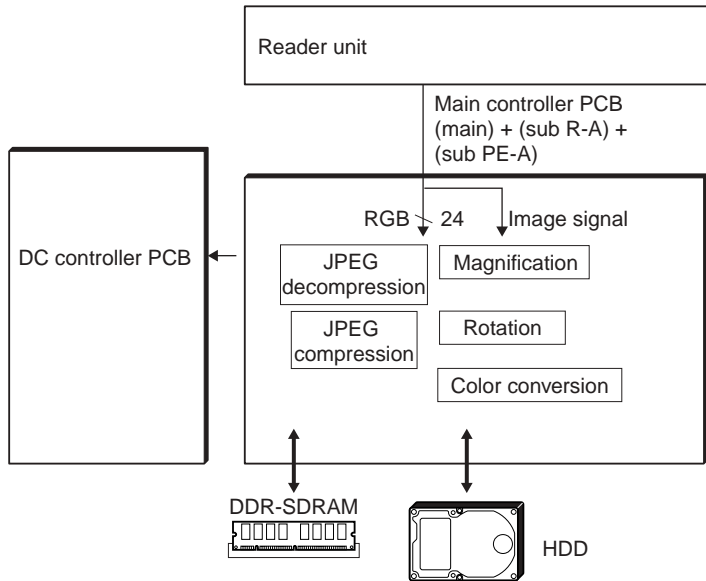 Reader unit
Main controller PCB
(main) + (sub R-A) +
(sub PE-A)
DC controller PCB
RGB 24 Image signal
JPEG
decompression
Magnification
JPEG
compression
Rotation
Color conversion
DDR-SDRAM
HDD